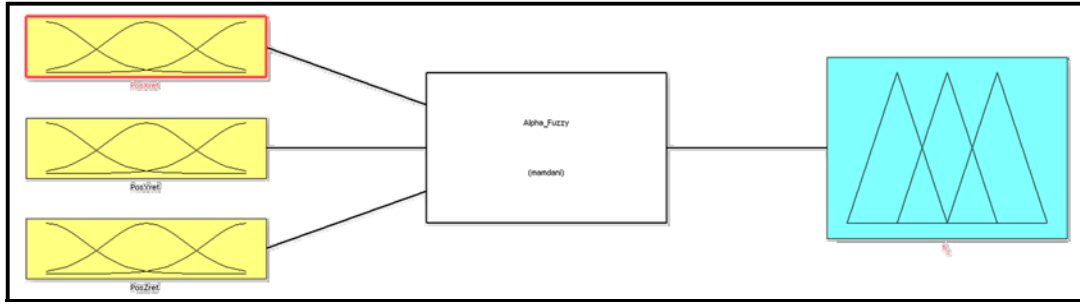 PosXret
Alpha_Fuzzy
(mamdani)
PosYret
PosZret